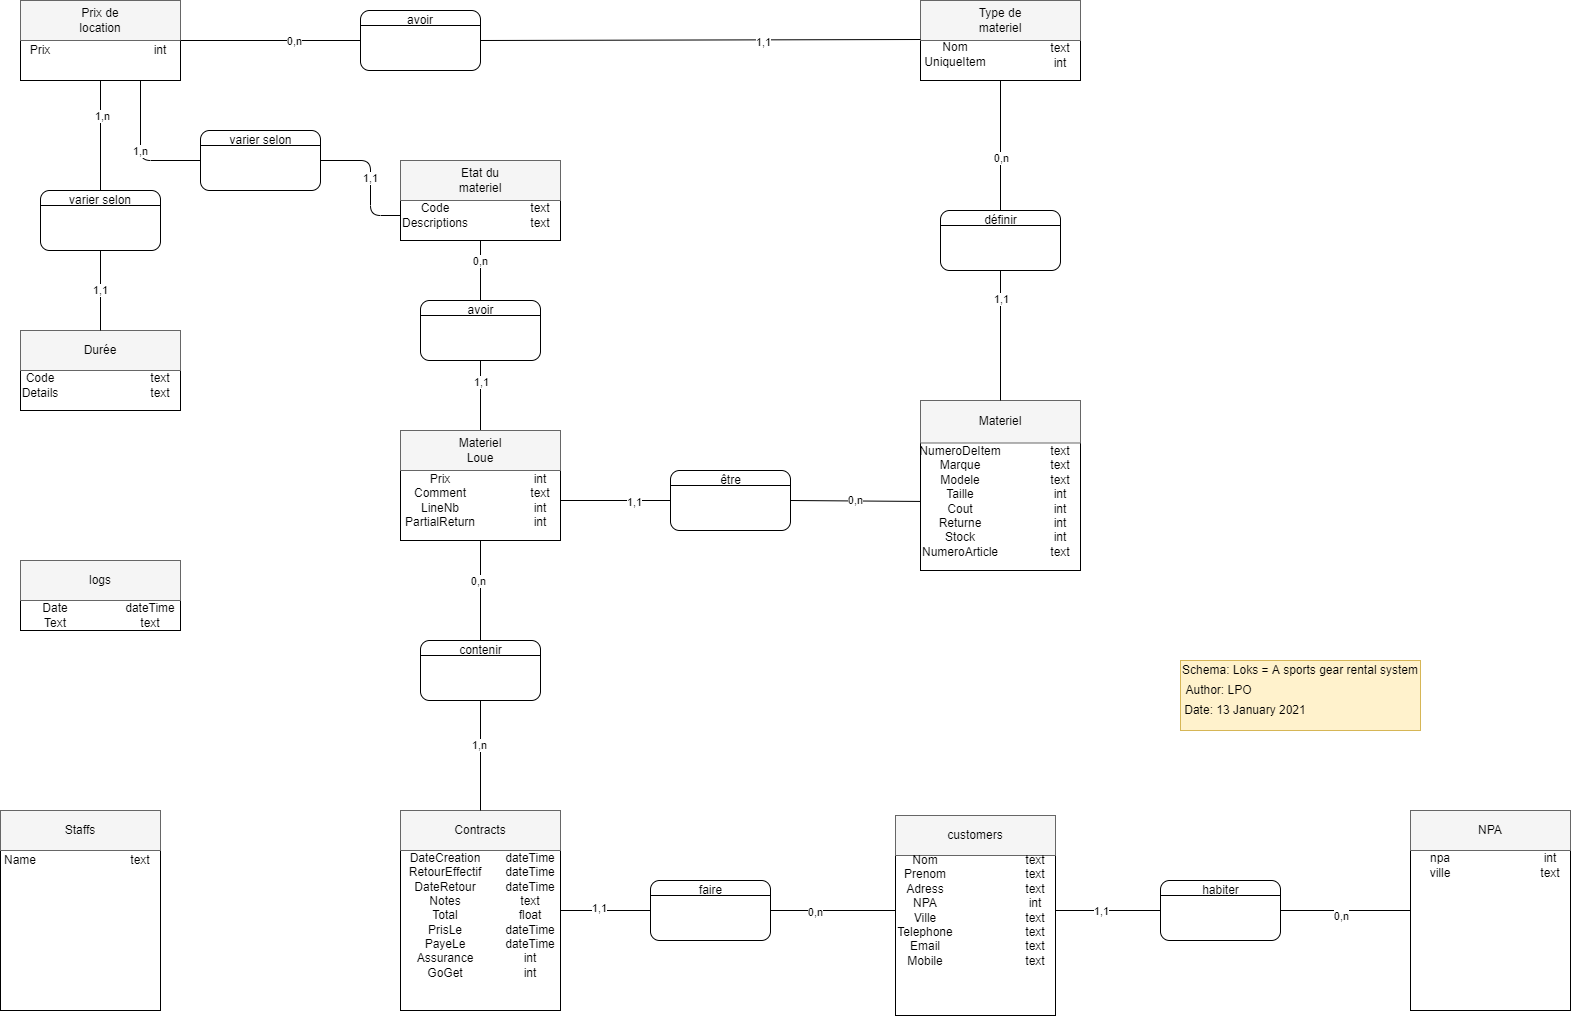 Prix de
location
Prix int
0,n
avoir
1,1
Type de
materiel
Nom text
UniqueItem int
1,n
1,n
varier selon
1,1
Etat du
materiel
Code text
Descriptions text
0,n
varier selon
définir
1,1
0,n
1,1
avoir
Durée
Code text
Details text
1,1
Materiel
Loue
Prix int
Comment text
LineNb int
PartialReturn int
1,1
être
0,n
Materiel
NumeroDeItem text
Marque text
Modele text
Taille int
Cout int
Returne int
Stock int
NumeroArticle text
logs
Date dateTime
Text text
0,n
contenir
1,n
Schema: Loks = A sports gear rental system
Author: LPO
Date: 13 January 2021
Staffs
Name text
Contracts
DateCreation dateTime
RetourEffectif dateTime
DateRetour dateTime
Notes text
Total float
PrisLe dateTime
PayeLe dateTime
Assurance int
GoGet int
1,1
faire
0,n
customers
Nom text
Prenom text
Adress text
NPA int
Ville text
Telephone text
Email text
Mobile text
1,1
habiter
0,n
NPA
npa int
ville text